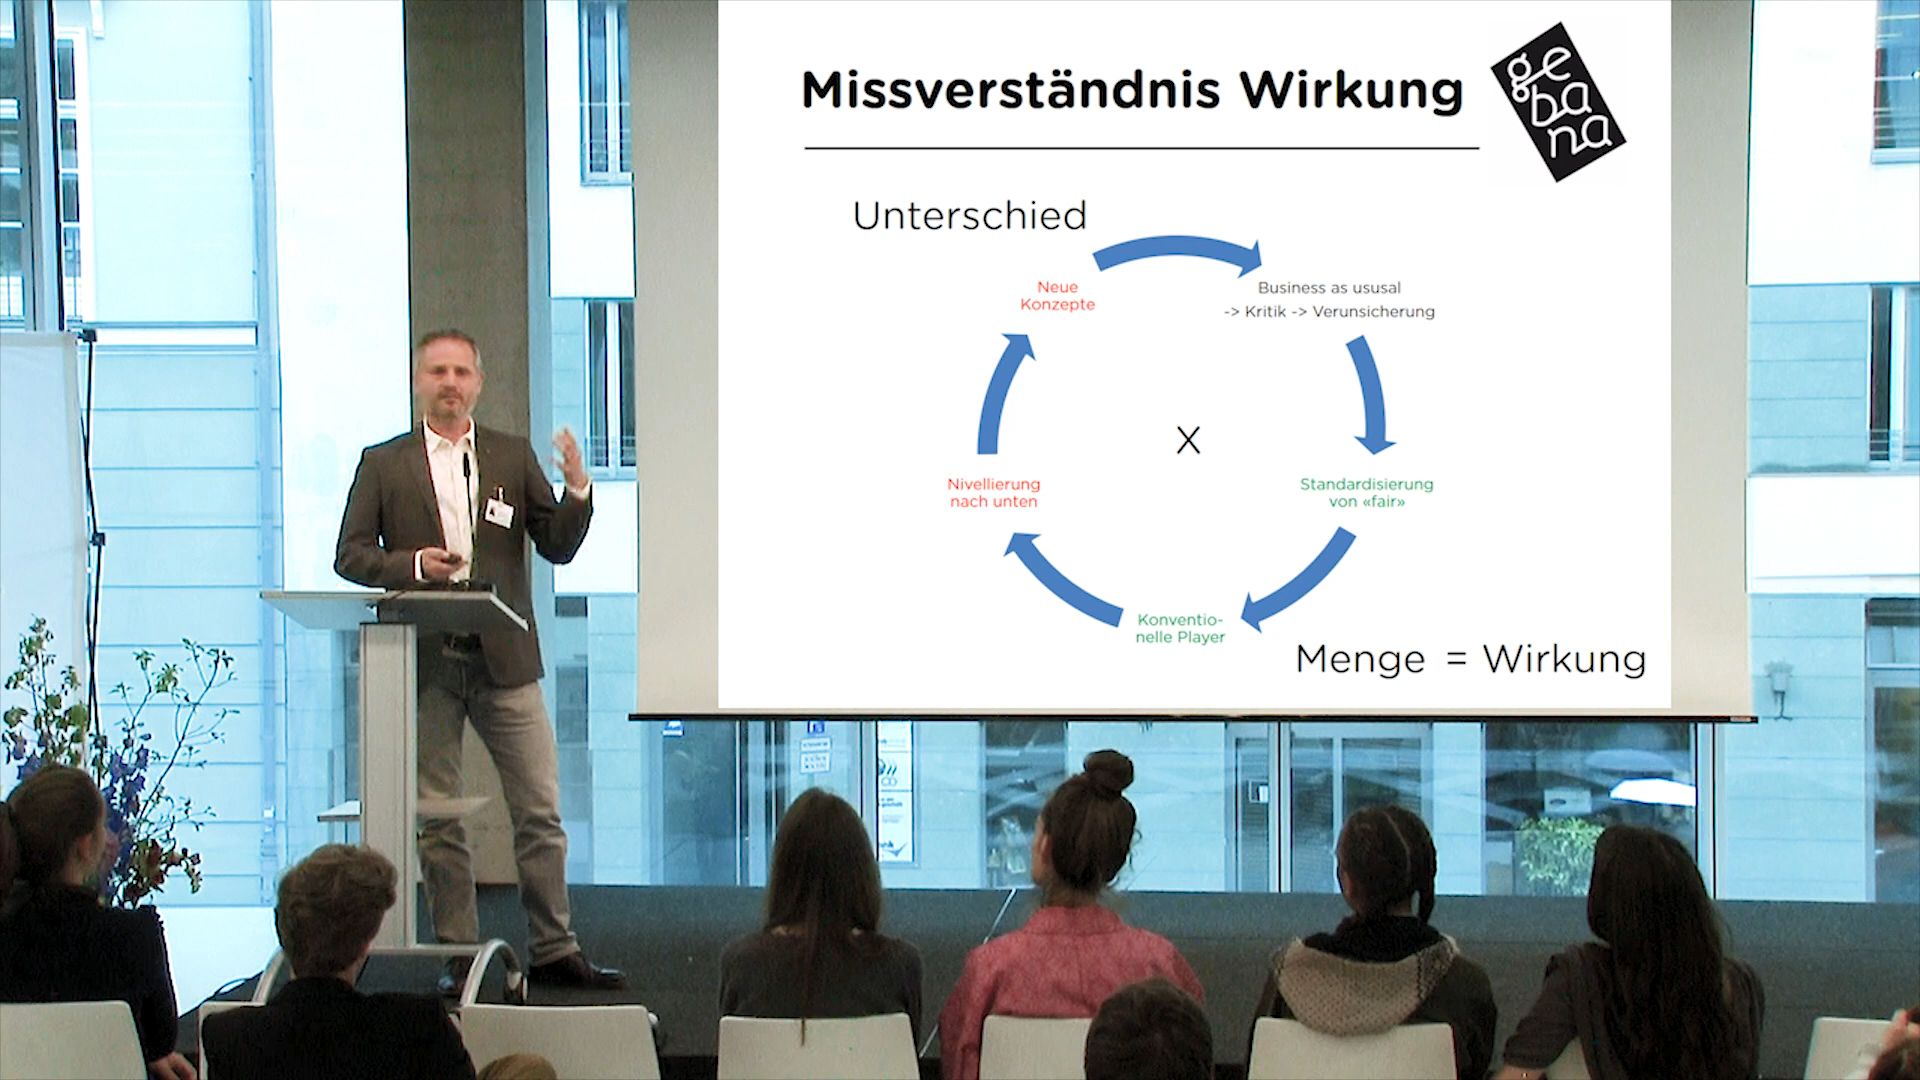 Missverständnis Wirkung
gebana
Unterschied
Neue
Konzepte
Business as ususal
-> Kritik -> Verunsicherung
X
Nivellierung
nach unten
Standardisierung
von «fair»
Konventio-
nelle Player
Menge = Wirkung